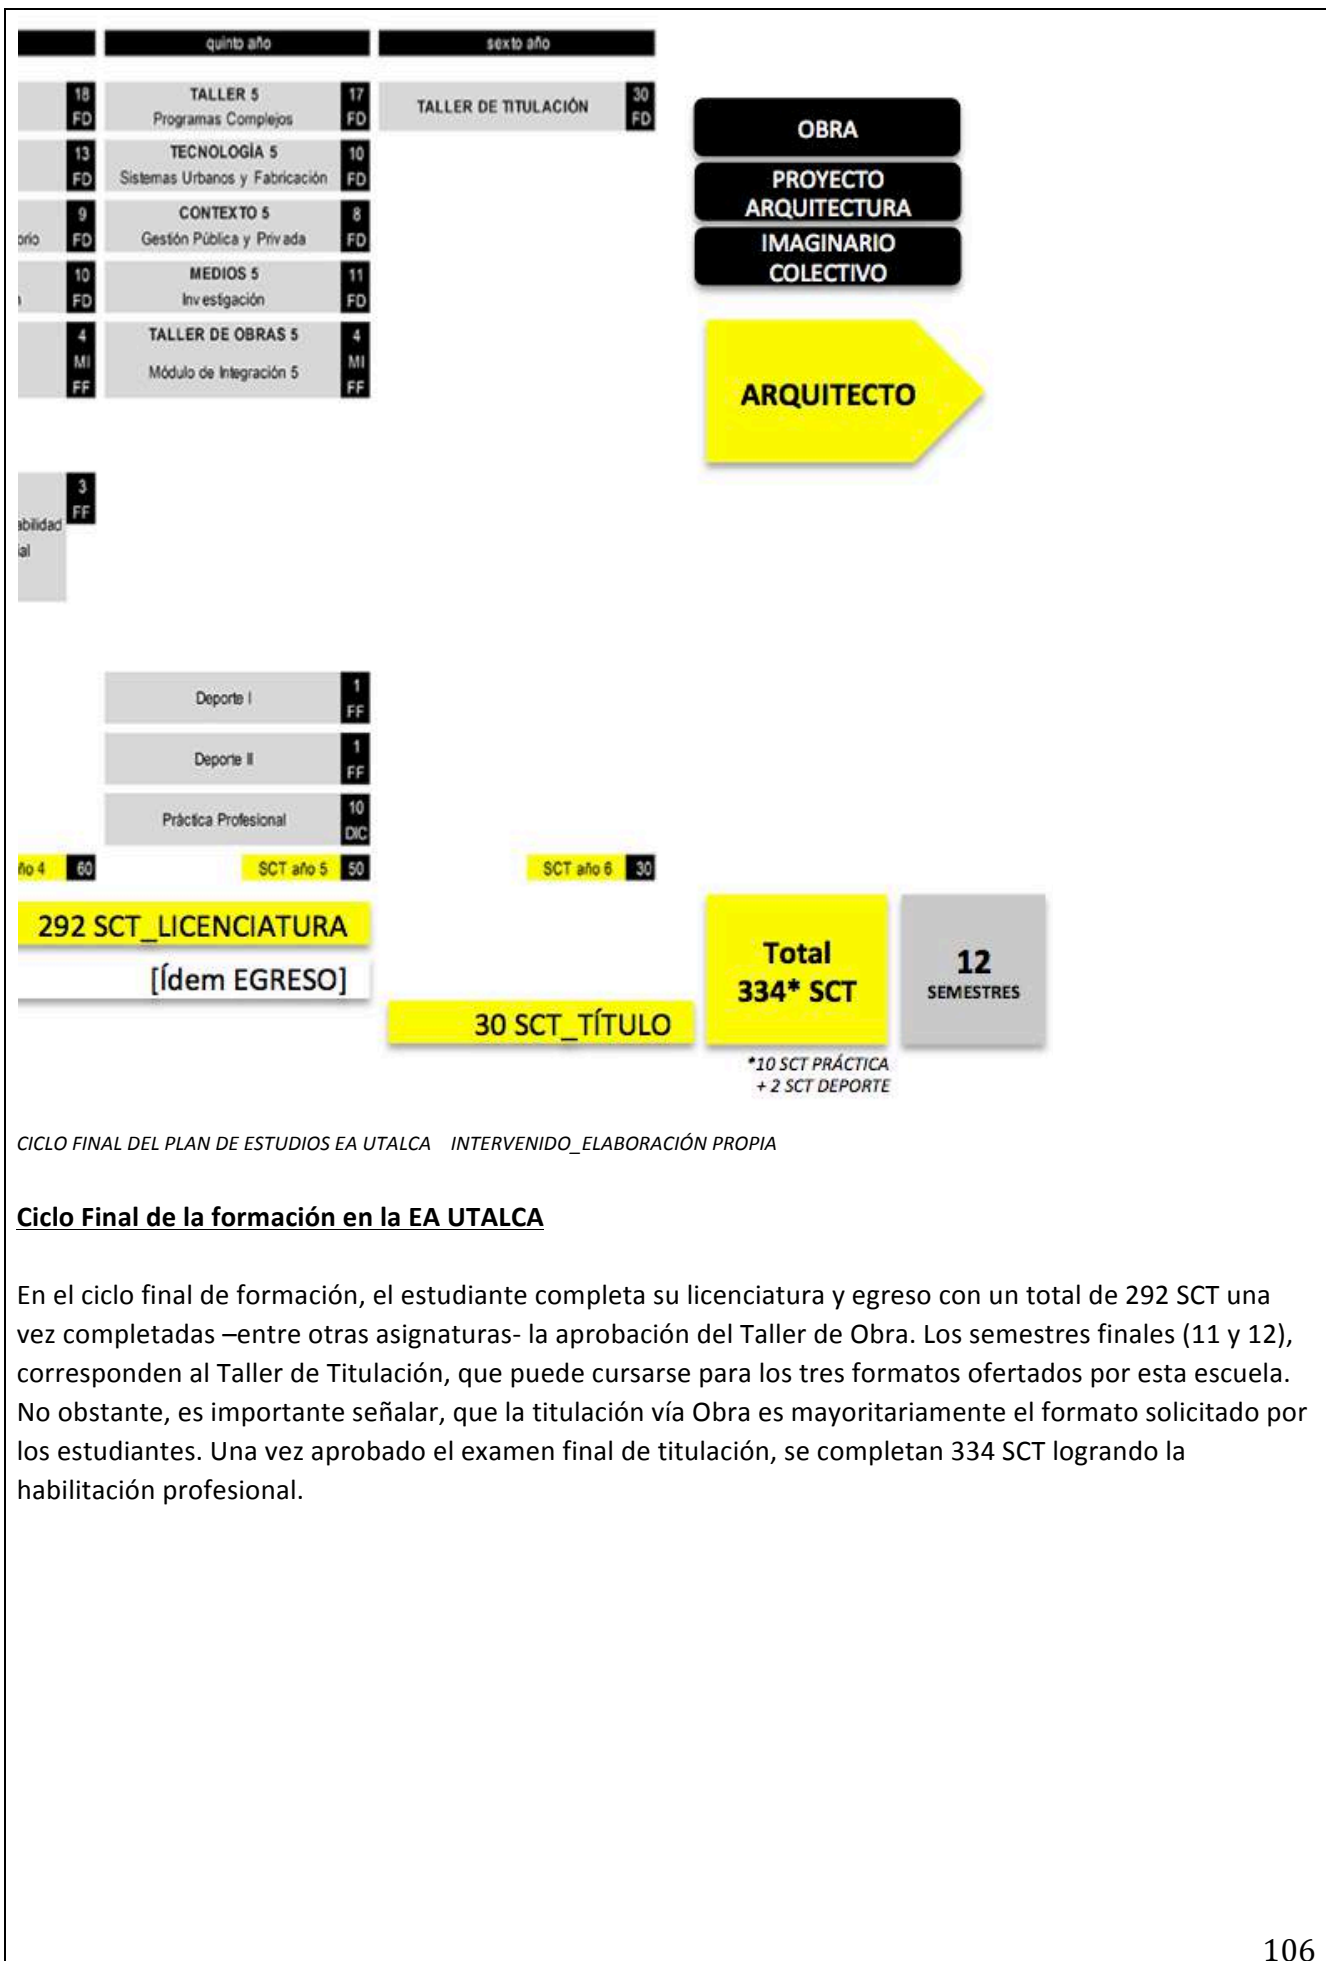 quinto año
sexto año
18
FD
TALLER 5
Programas Complejos
17
FD
TALLER DE TITULACIÓN
30
FD
13
FD
TECNOLOGÍA 5
Sistemas Urbanos y Fabricación
10
FD
orio
9
FD
CONTEXTO 5
Gestión Pública y Privada
8
FD
10
FD
MEDIOS 5
Investigación
11
FD
4
MI
FF
TALLER DE OBRAS 5
Módulo de Integración 5
4
MI
FF
OBRA
PROYECTO
ARQUITECTURA
IMAGINARIO
COLECTIVO
ARQUITECTO
3
FF
abilidad
ial
Deporte I
1
FF
Deporte II
1
FF
Práctica Profesional
10
DIC
ño 4 60
SCT año 5 50
SCT año 6 30
292 SCT_LICENCIATURA
[Ídem EGRESO]
30 SCT_TÍTULO
Total
334* SCT
12
SEMESTRES
*10 SCT PRÁCTICA
+ 2 SCT DEPORTE
CICLO FINAL DEL PLAN DE ESTUDIOS EA UTALCA INTERVENIDO_ELABORACIÓN PROPIA
Ciclo Final de la formación en la EA UTALCA
En el ciclo final de formación, el estudiante completa su licenciatura y egreso con un total de 292 SCT una
vez completadas –entre otras asignaturas- la aprobación del Taller de Obra. Los semestres finales (11 y 12),
corresponden al Taller de Titulación, que puede cursarse para los tres formatos ofertados por esta escuela.
No obstante, es importante señalar, que la titulación vía Obra es mayoritariamente el formato solicitado por
los estudiantes. Una vez aprobado el examen final de titulación, se completan 334 SCT logrando la
habilitación profesional.
106